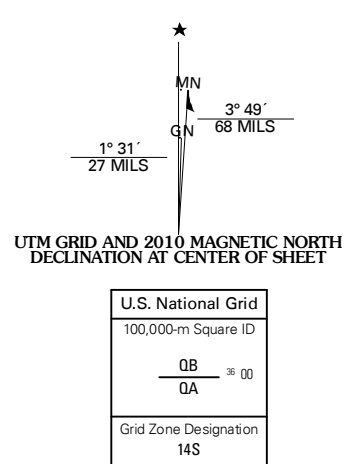 ★
MN
3° 49´
68 MILS
GN
1° 31´
27 MILS
UTM GRID AND 2010 MAGNETIC NORTH
DECLINATION AT CENTER OF SHEET
U.S. National Grid
100,000-m Square ID
QB
36 00
QA
Grid Zone Designation
14S